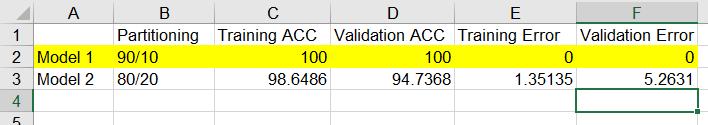 A B C D E F
1 Partitioning Training ACC Validation ACC Training Error Validation Error
2 Model 1 90/10 100 100 0 0
3 Model 2 80/20 98.6486 94.7368 1.35135 5.2631
4
5